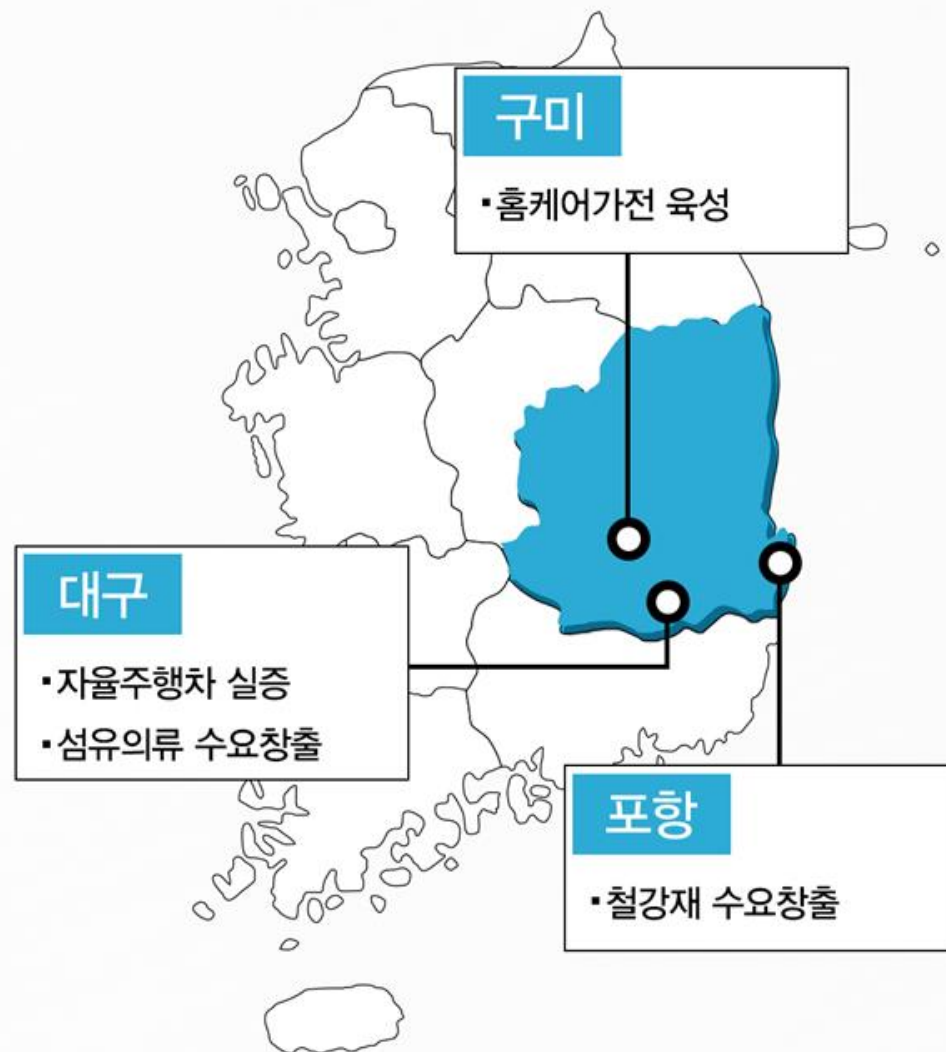 구미
▪홈케어가전 육성
대구
▪자율주행차 실증
▪섬유의류 수요창출
포항
▪철강재 수요창출